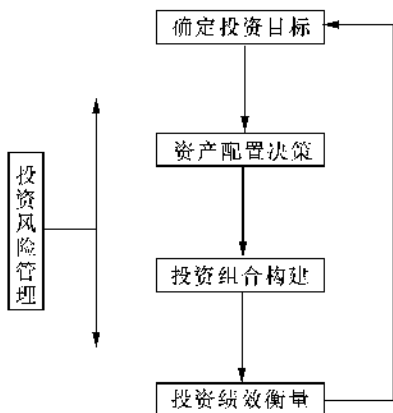 确定投资目标
资产配置决策
投资风险管理
投资组合构建
投资绩效衡量